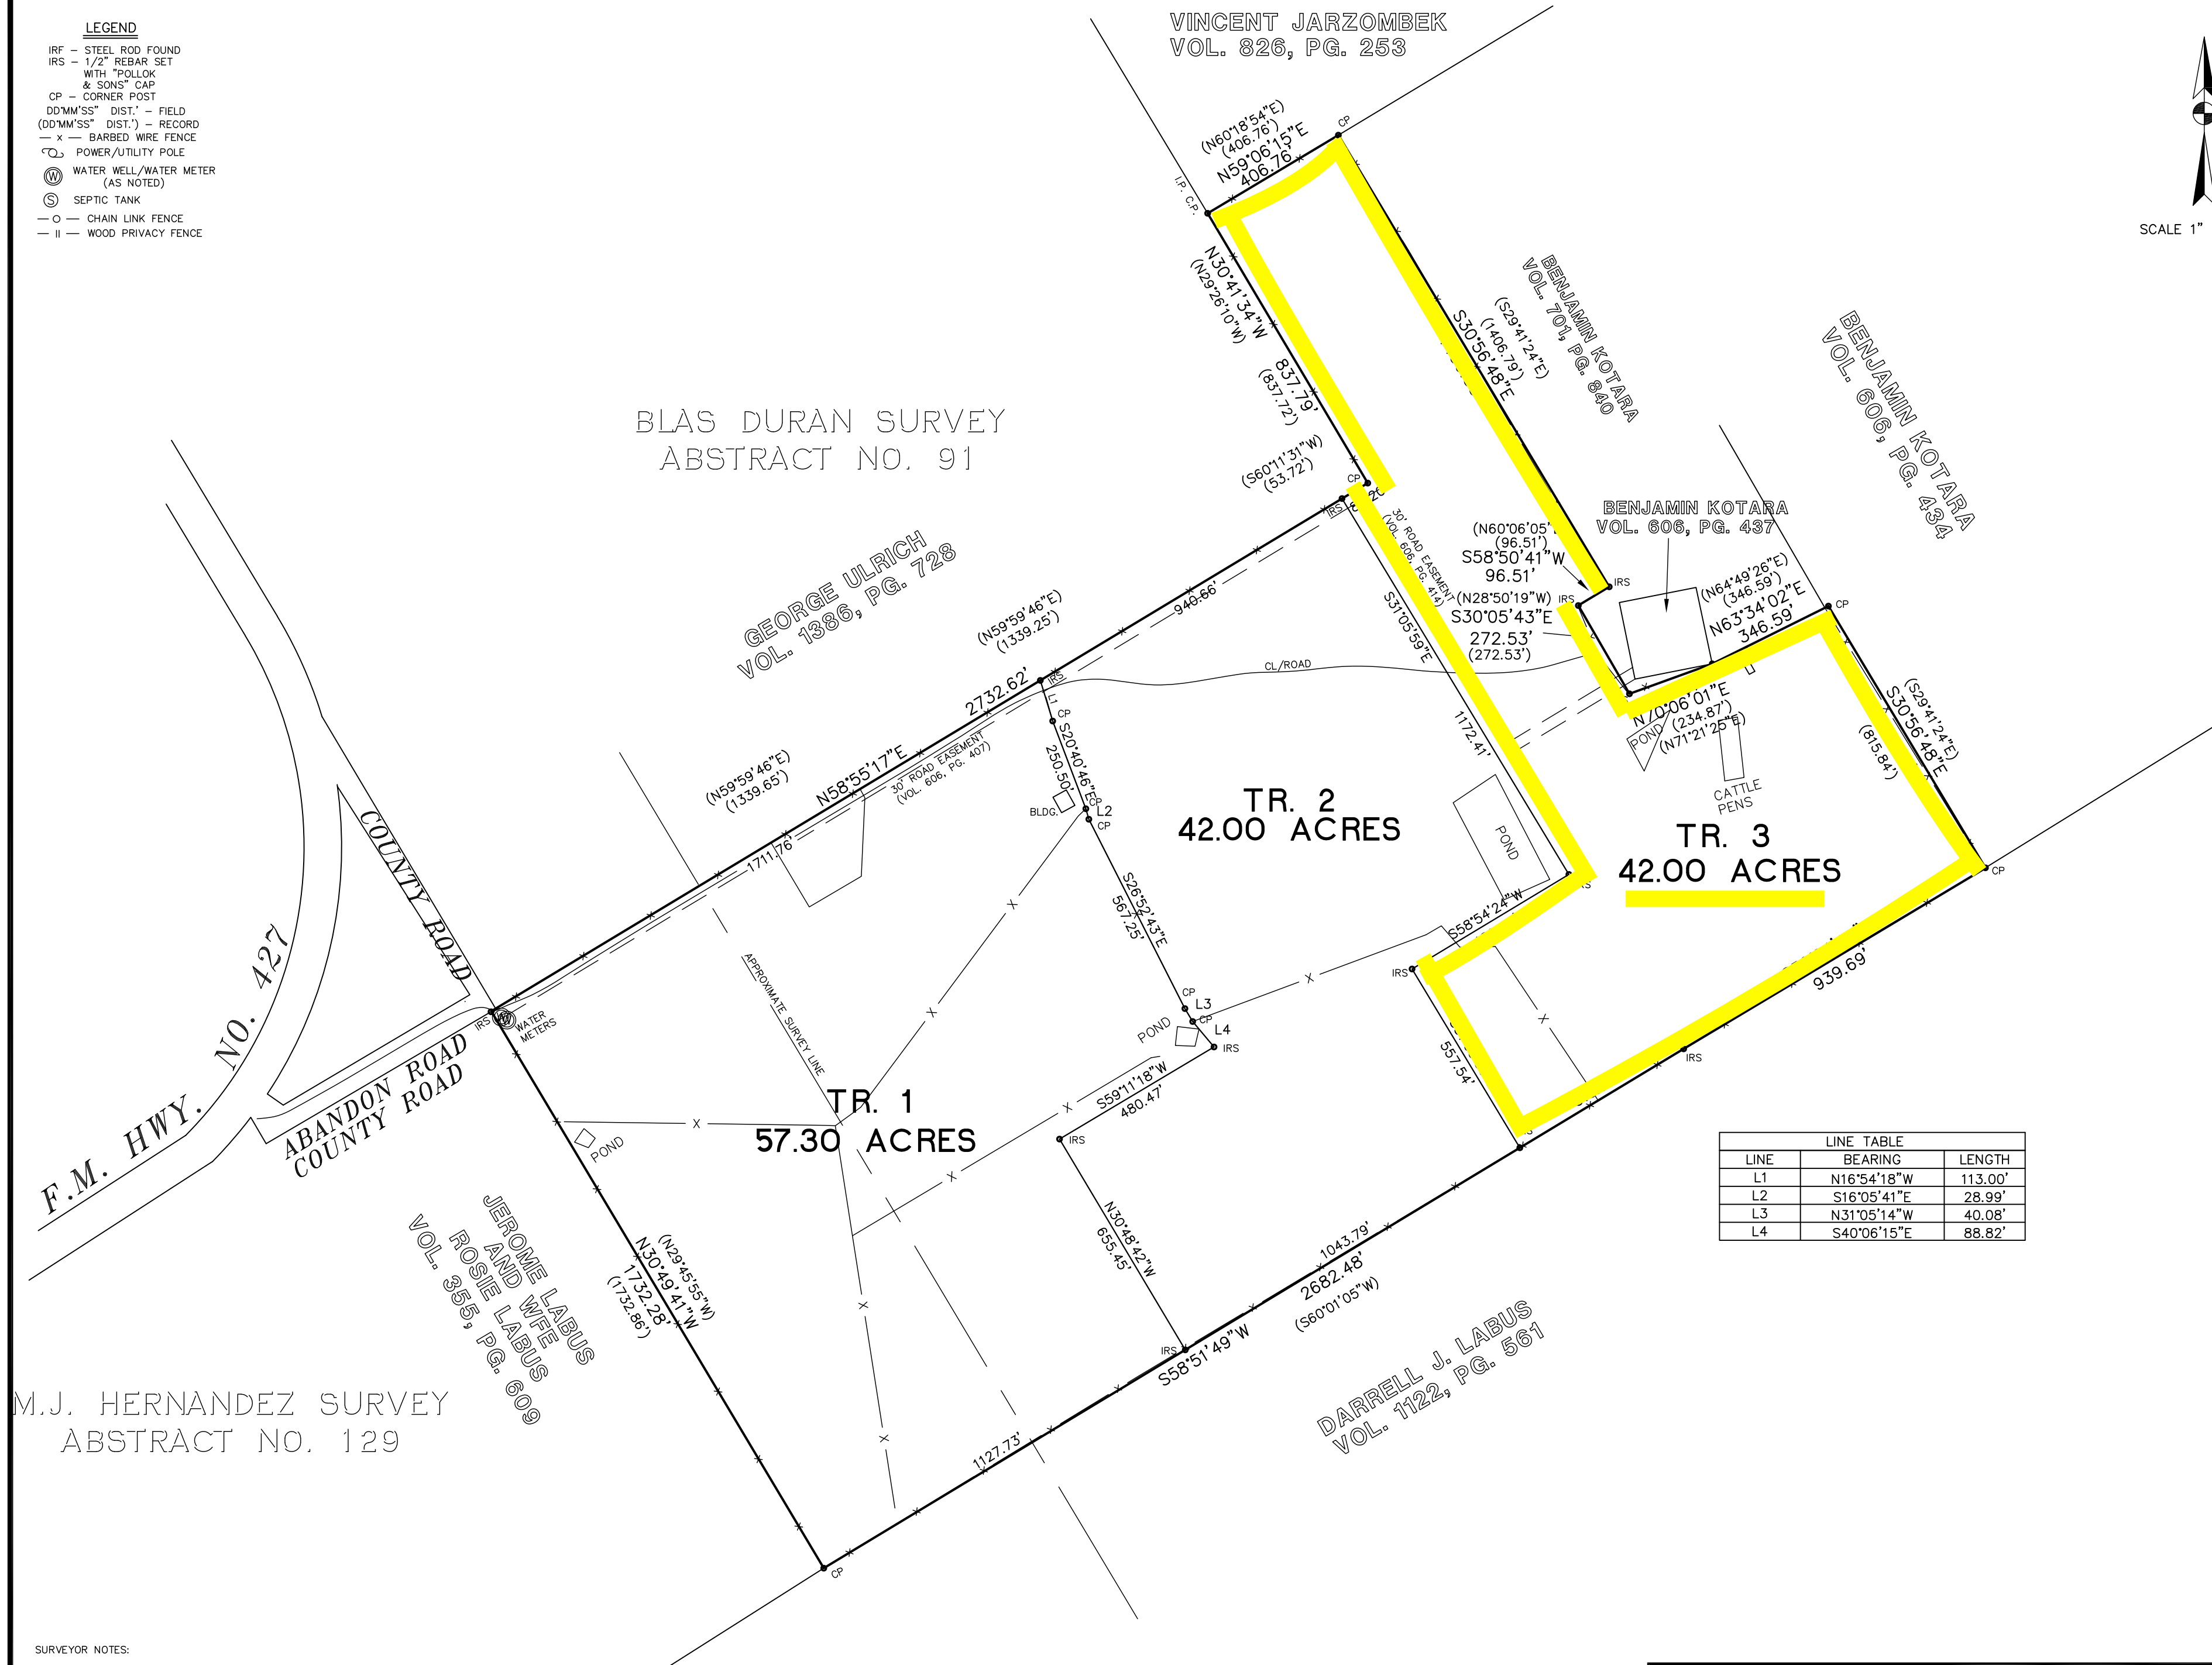 LEGEND
IRF – STEEL ROD FOUND
IRS – 1/2" REBAR SET
WITH "POLLOK
& SONS" CAP
CP – CORNER POST
DD°MM'SS" DIST.' – FIELD
(DD°MM'SS" DIST.') – RECORD
— x — BARBED WIRE FENCE
POWER/UTILITY POLE
W WATER WELL/WATER METER
(AS NOTED)
S SEPTIC TANK
— O — CHAIN LINK FENCE
— || — WOOD PRIVACY FENCE
VINCENT JARZOMBEK
VOL. 826, PG. 253
SCALE 1"
(N60°18'54"E)
(406.76')
N59°06'15"E
406.76'
CP
I.P. C.P.
N30°41'34"W
(N29°26'10"W)
837.79'
(837.72')
(S60°11'31"W)
(53.72')
CP
IRS
(S29°41'24"E)
(1406.79')
S30°56'48"E
BENJAMIN KOTARA
VOL. 701, PG. 840
BENJAMIN KOTARA
VOL. 606, PG. 434
BENJAMIN KOTARA
VOL. 606, PG. 437
BLAS DURAN SURVEY
ABSTRACT NO. 91
GEORGE ULRICH
VOL. 1386, PG. 728
30' ROAD EASEMENT
(VOL. 606, PG. 414)
(N60°06'05"
(96.51')
S58°50'41"W
96.51'
IRS
IRS
(N28°50'19"W)
S30°05'43"E
272.53'
(272.53')
(N64°49'26"E)
(346.59')
N63°34'02"E
346.59'
CP
N70°06'01"E
(234.87')
(N71°21'25"E)
POND
CATTLE
PENS
(S29°41'24"E)
S30°56'48"E
(815.84')
CP
S31°05'59"E
1172.41'
940.66'
(N59°59'46"E)
(1339.25')
2732.62'
CL/ROAD
IRS
L1
CP
S20°40'46"E
250.50'
BLDG.
CP
L2
CP
N58°55'17"E
30' ROAD EASEMENT
(VOL. 606, PG. 407)
(N59°59'46"E)
(1339.65')
1711.76'
TR. 2
42.00 ACRES
POND
TR. 3
42.00 ACRES
S58°54'24"W
IRS
S26°52'43"E
567.25'
CP
L3
CP
POND
L4
IRS
COUNTY ROAD
F.M. HWY. NO. 427
ABANDON ROAD
COUNTY ROAD
IRS
W
WATER
METERS
APPROXIMATE SURVEY LINE
TR. 1
57.30 ACRES
POND
S59°11'18"W
480.47'
IRS
557.54'
939.69'
IRS
LINE TABLE
LINE BEARING LENGTH
L1 N16°54'18"W 113.00'
L2 S16°05'41"E 28.99'
L3 N31°05'14"W 40.08'
L4 S40°06'15"E 88.82'
N30°48'42"W
655.45'
1043.79'
2682.48'
(S60°01'05"W)
IRS
S58°51'49"W
DARRELL J. LABUS
VOL. 1122, PG. 561
JEROME LABUS
AND WFE
ROSIE LABUS
VOL. 355, PG. 609
(N29°45'55"W)
N30°49'41"W
1732.28'
(1732.86')
M.J. HERNANDEZ SURVEY
ABSTRACT NO. 129
1127.73'
CP
SURVEYOR NOTES: